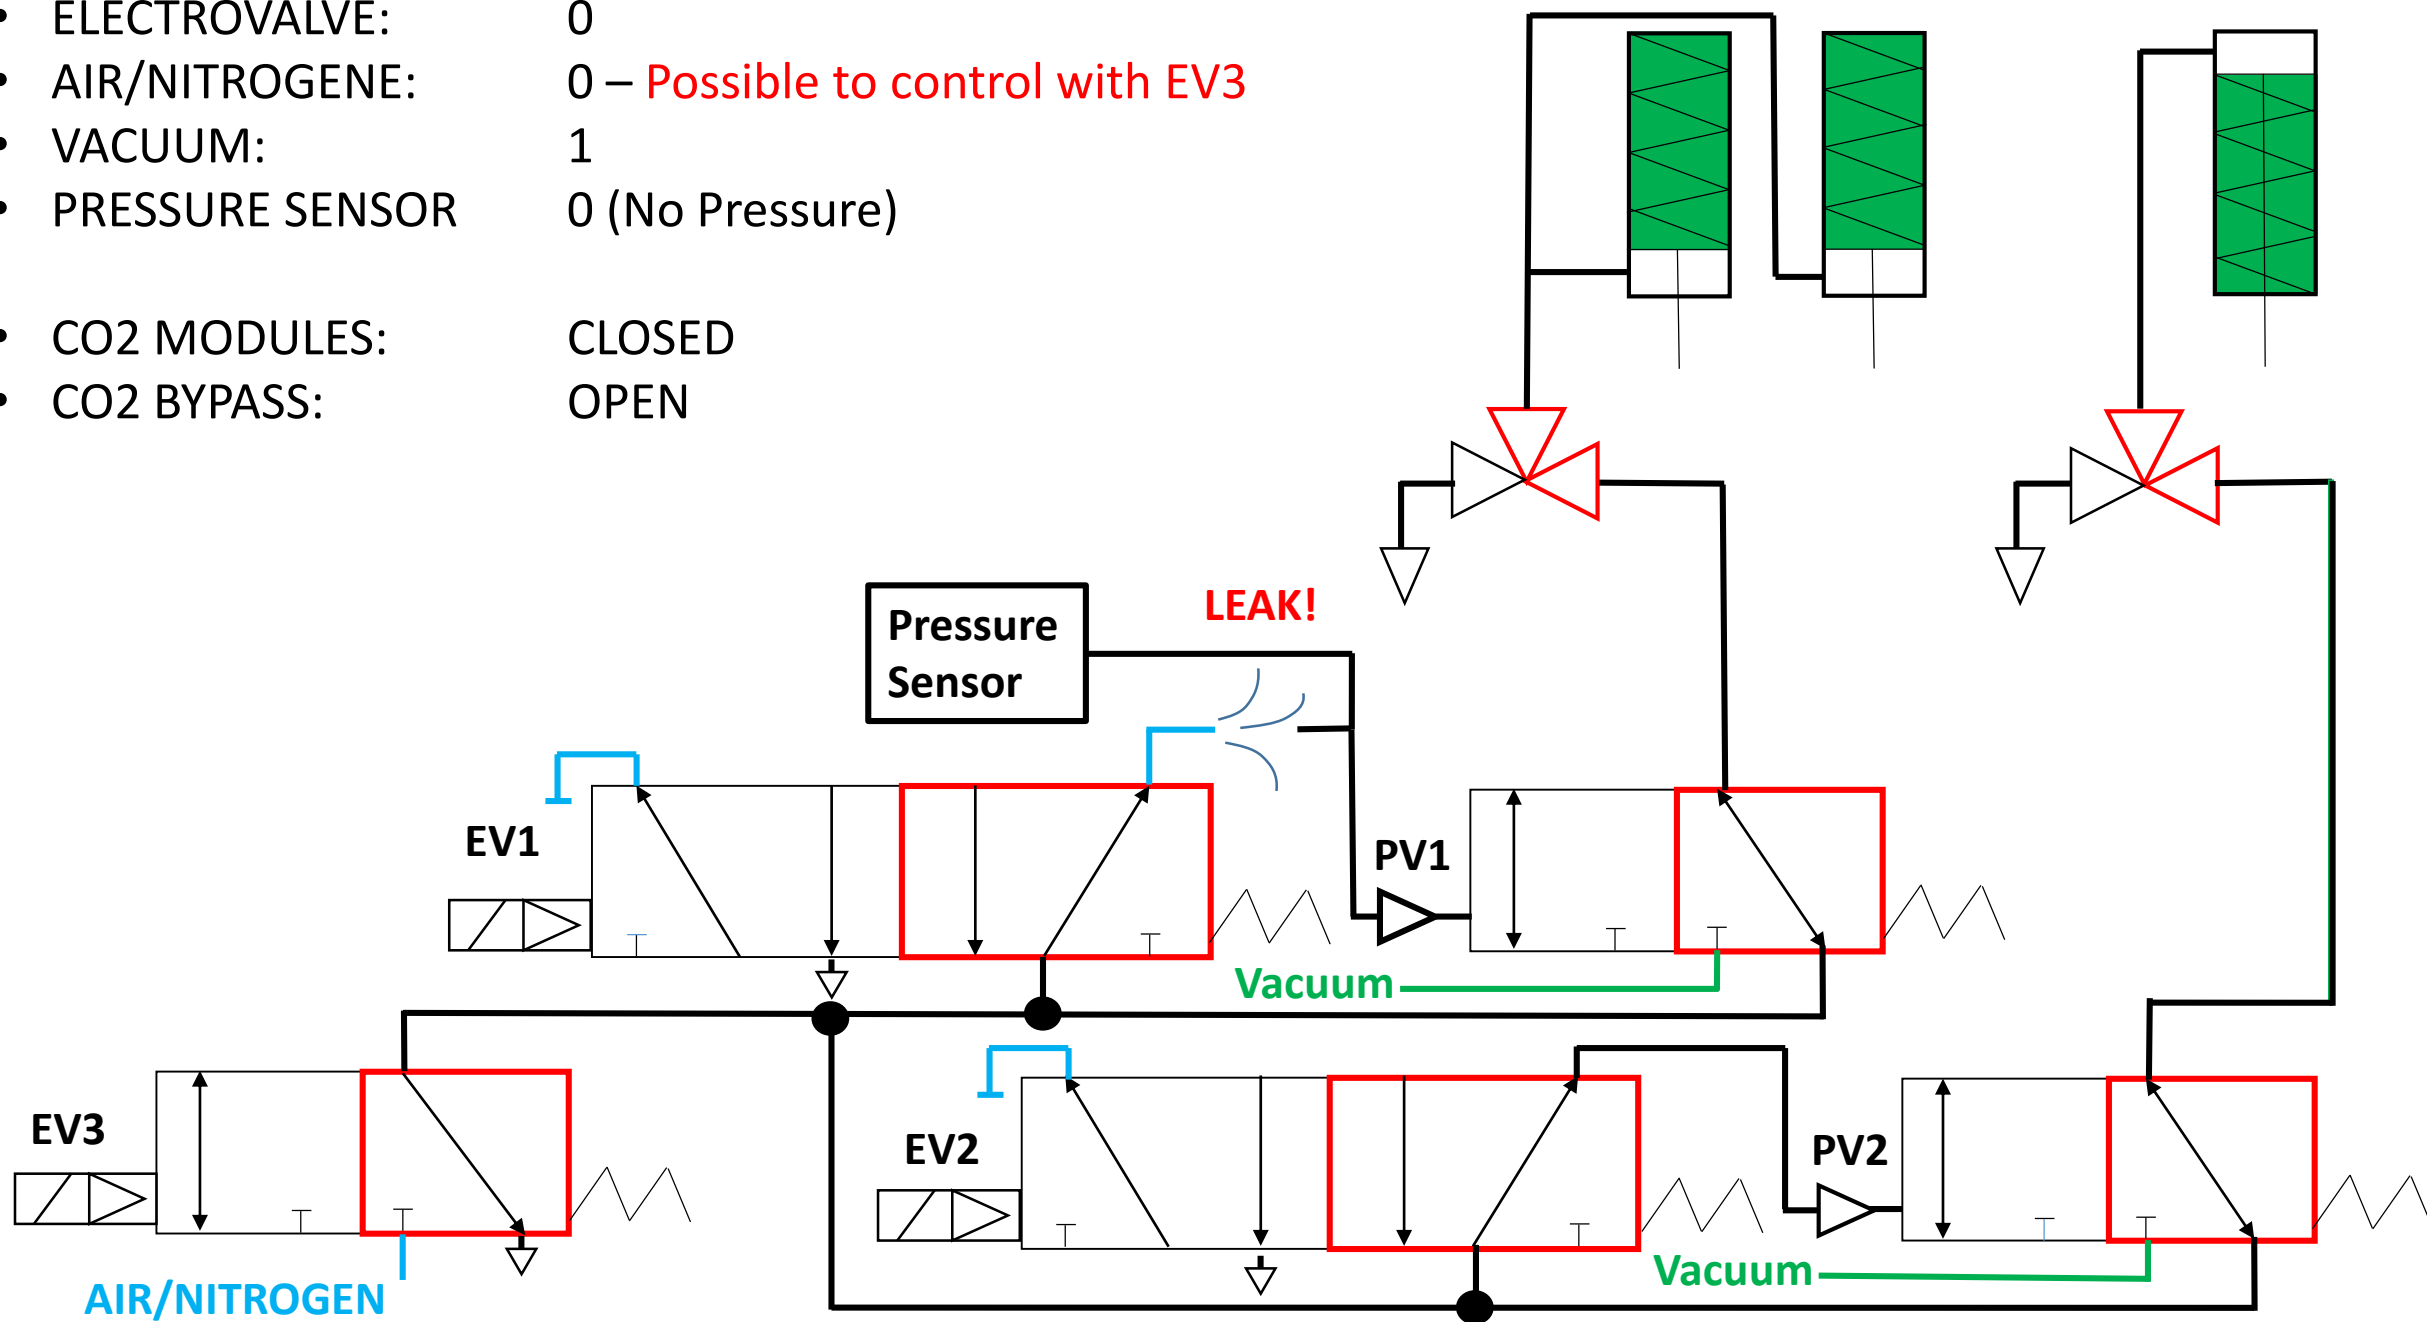 • ELECTROVALVE: 0
• AIR/NITROGENE: 0 – Possible to control with EV3
• VACUUM: 1
• PRESSURE SENSOR 0 (No Pressure)
• CO2 MODULES: CLOSED
• CO2 BYPASS: OPEN
LEAK!
Pressure
Sensor
EV1
PV1
Vacuum
EV3
EV2
PV2
Vacuum
AIR/NITROGEN